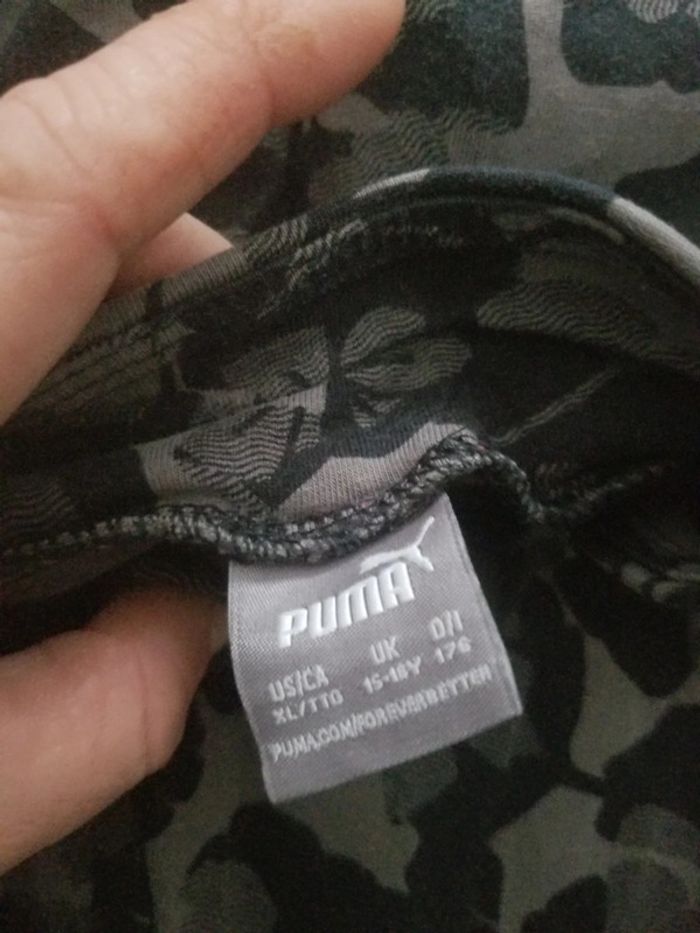 PUMA
US/CA UK D/I
XL/TTG 15-16Y 176
PUMA.COM/FOREVERBETTER